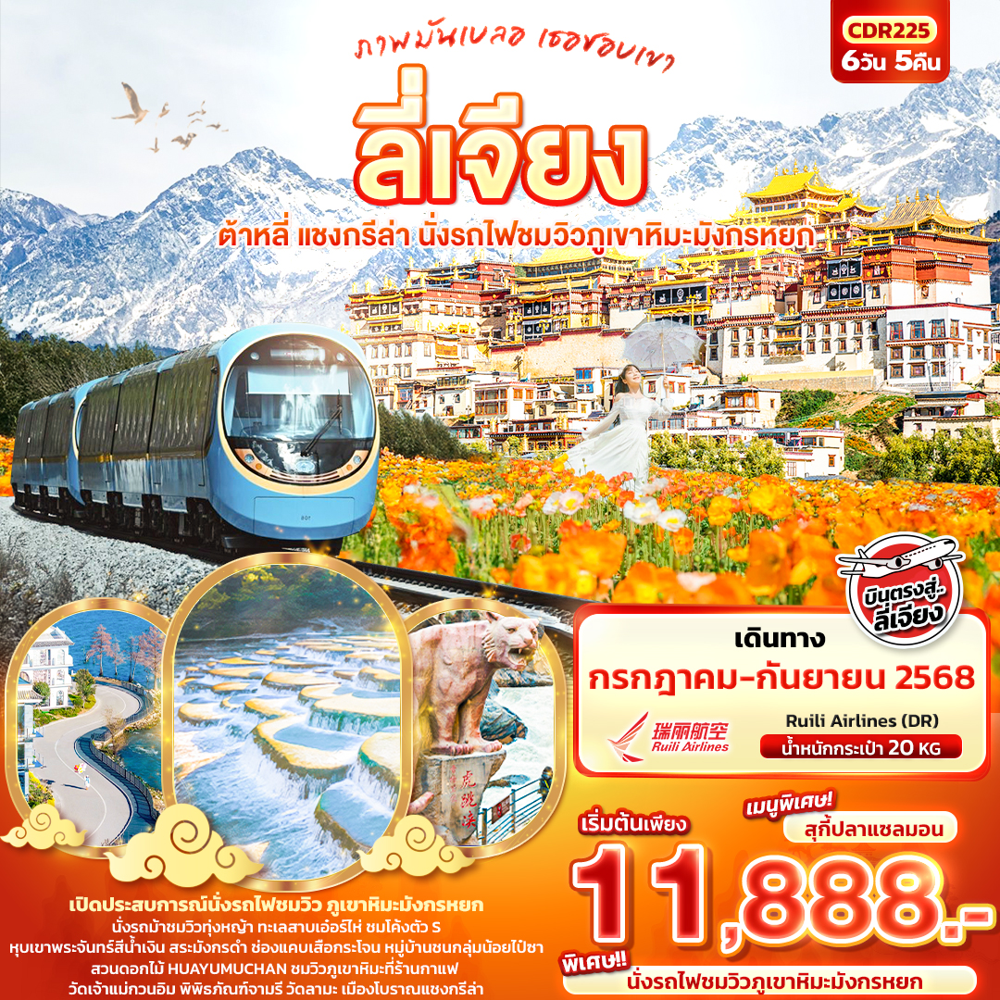 ภาพมันเบลอ เธอชอบเขา
CDR225
6วัน 5คืน
ลี่เจียง
ต้าหลี่ แชงกรีล่า นั่งรถไฟชมวิวภูเขาหิมะมังกรหยก
บินตรงสู่..
ลี่เจียง
เดินทาง
กรกฎาคม-กันยายน 2568
瑞丽航空
Ruili Airlines
Ruili Airlines (DR)
น้ำหนักกระเป๋า 20 KG
801
虎跳峡
เริ่มต้นเพียง
เมนูพิเศษ!
สุกี้ปลาแซลมอน
11,888.-
พิเศษ!!
นั่งรถไฟชมวิวภูเขาหิมะมังกรหยก
เปิดประสบการณ์นั่งรถไฟชมวิว ภูเขาหิมะมังกรหยก
นั่งรถม้าชมวิวทุ่งหญ้า ทะเลสาบเอ๋อร์ไห่ ชมโค้งตัว S
หุบเขาพระจันทร์สีน้ำเงิน สระมังกรดำ ช่องแคบเสือกระโจน หมู่บ้านชนกลุ่มน้อยไป๋ซา
สวนดอกไม้ HUAYUMUCHAN ชมวิวภูเขาหิมะที่ร้านกาแฟ
วัดเจ้าแม่กวนอิม พิพิธภัณฑ์จามรี วัดลามะ เมืองโบราณแชงกรีล่า